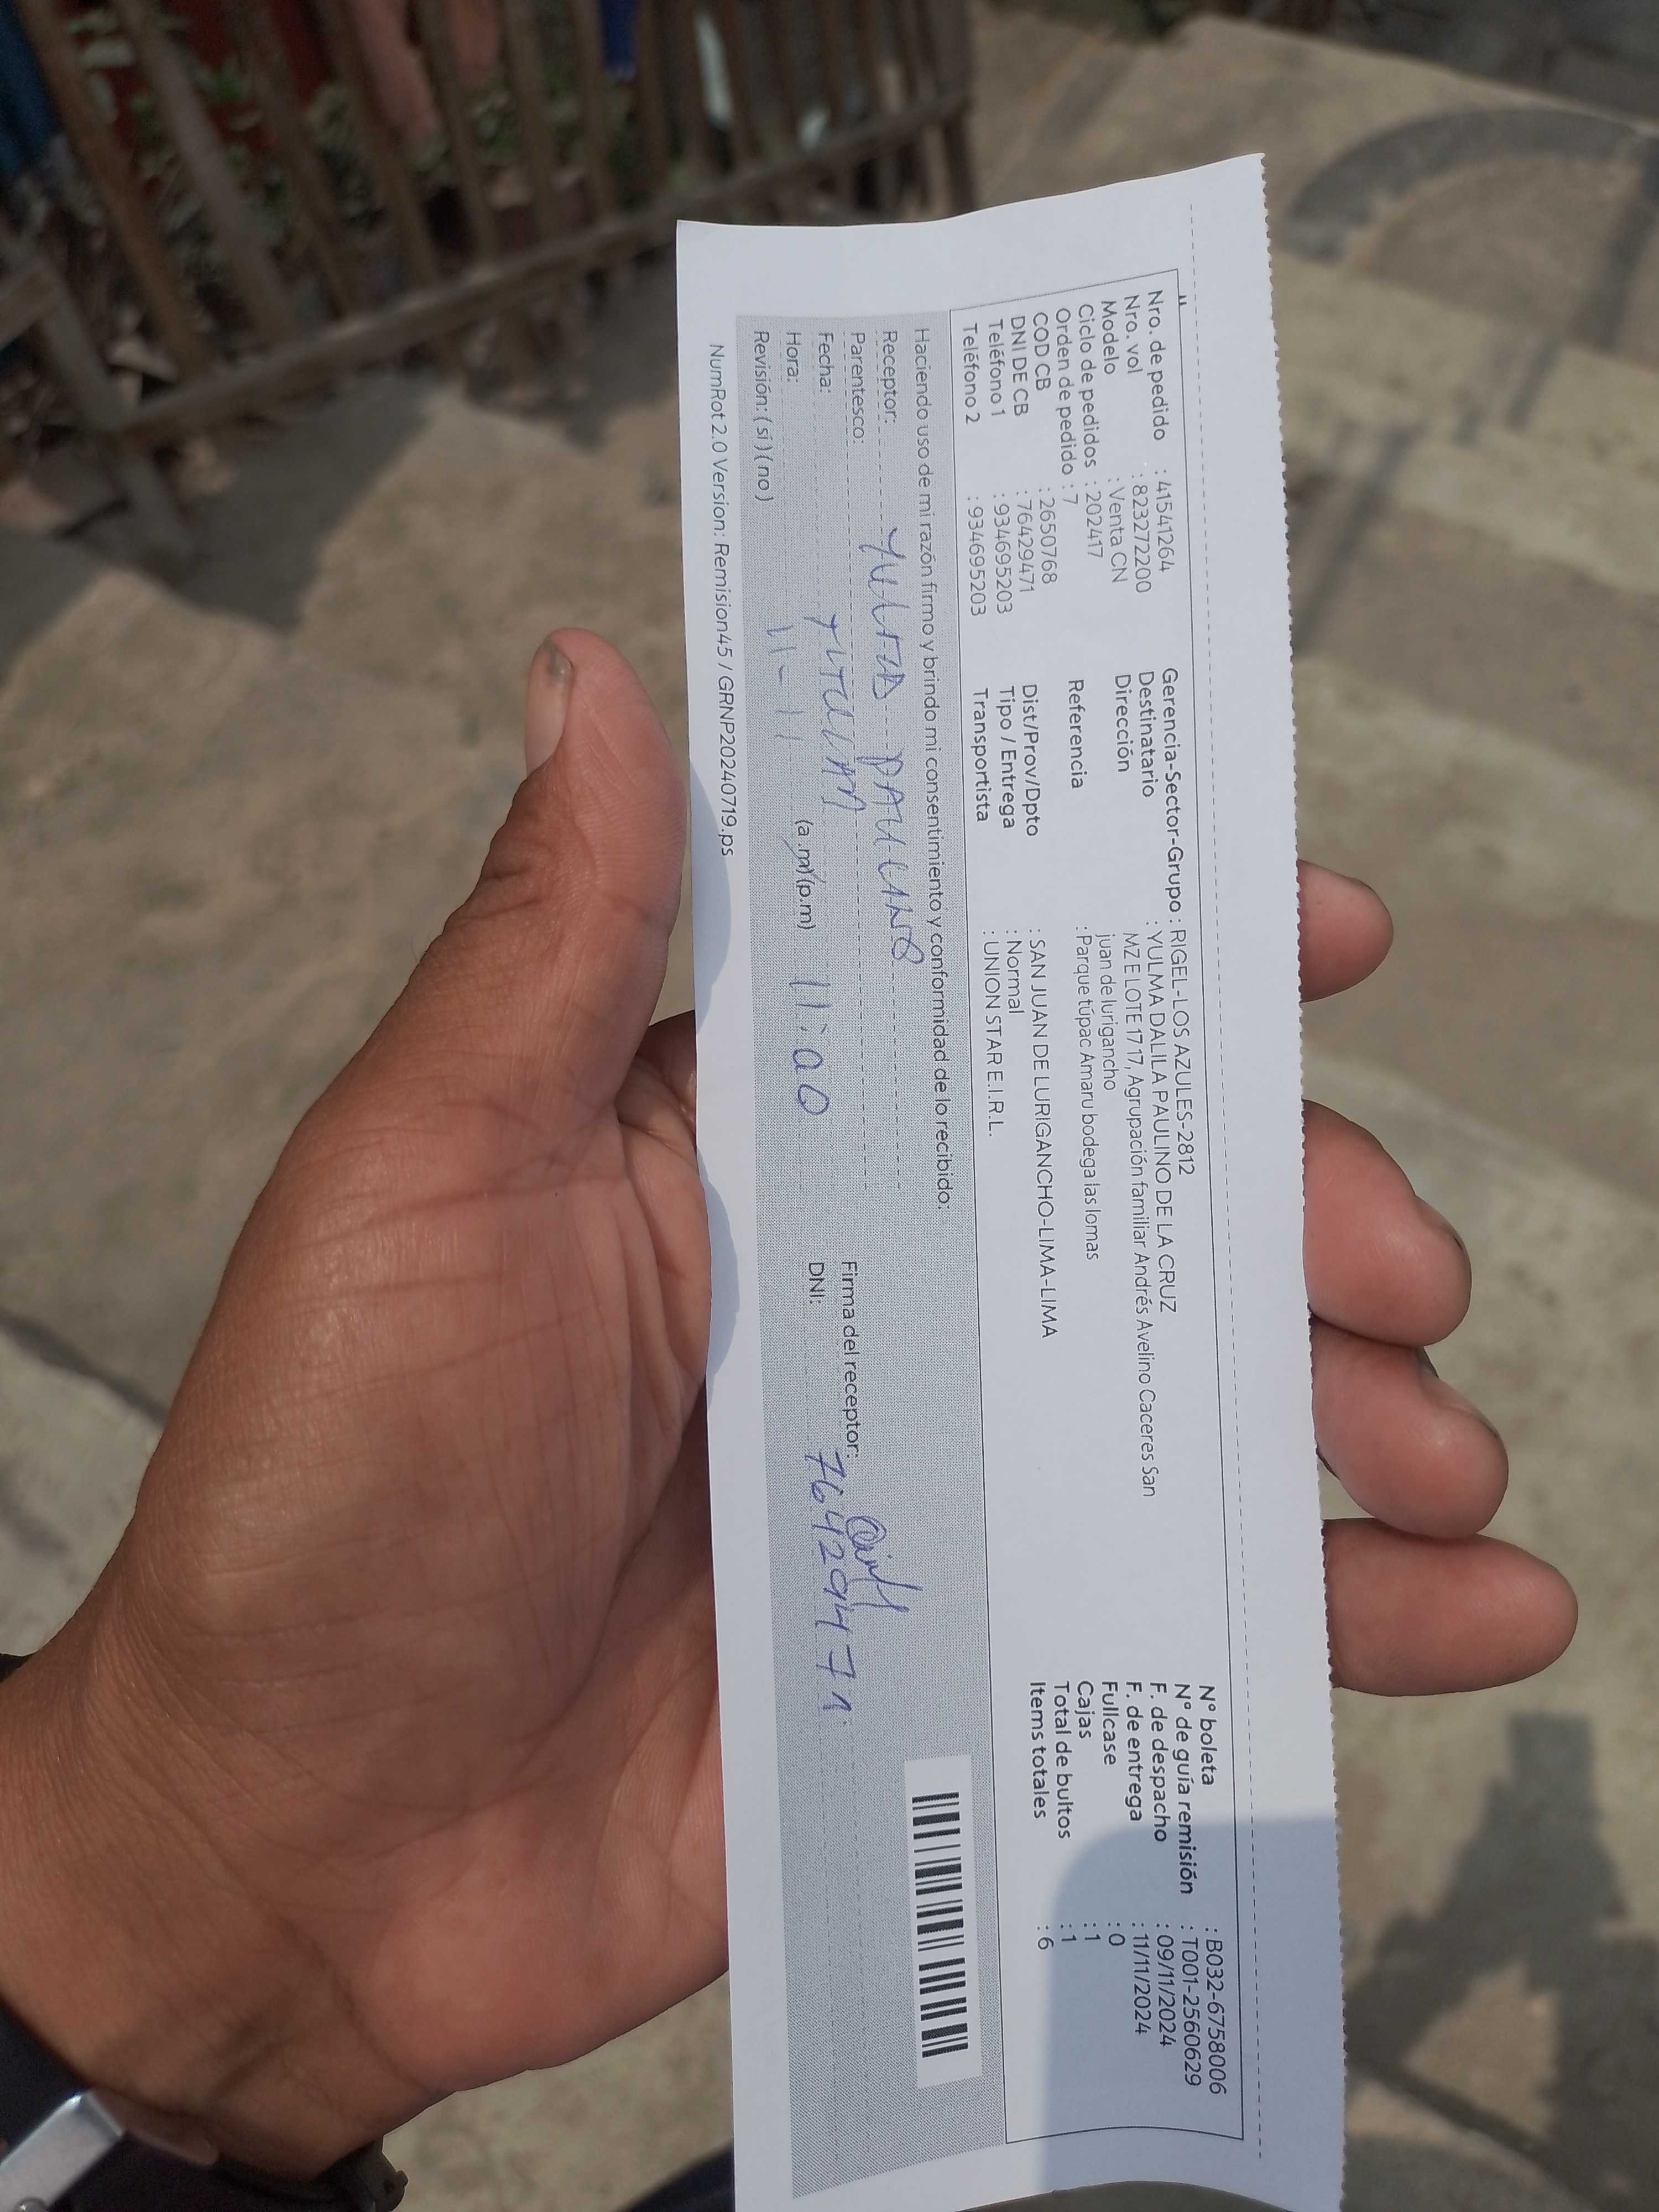 Nro. de pedido : 41541264
Nro. vol : 823272200
Modelo : Venta CN
Ciclo de pedidos : 202417
Orden de pedido : 7
COD CB : 2650768
DNI DE CB : 76429471
Teléfono 1 : 934695203
Teléfono 2 : 934695203
Gerencia-Sector-Grupo : RIGEL-LOS AZULES-2812
Destinatario : YULMA DALILA PAULINO DE LA CRUZ
Dirección MZ E LOTE 17 17, Agrupación familiar Andrés Avelino Caceres San
juan de lurigancho
Referencia : Parque túpac Amaru bodega las lomas
Dist/Prov/Dpto : SAN JUAN DE LURIGANCHO-LIMA-LIMA
Tipo / Entrega : Normal
Transportista : UNION STAR E.I.R.L.
N° boleta : B032-6758006
N° de guía remisión : T001-2560629
F. de despacho : 09/11/2024
F. de entrega : 11/11/2024
Fullcase : 0
Cajas : 1
Total de bultos : 1
Items totales : 6
Haciendo uso de mi razón firmo y brindo mi consentimiento y conformidad de lo recibido:
Receptor:
Parentesco:
Fecha: 11-11
Hora: (a.m) (p.m) 11:
Revisión: (si) (no)
Firma del receptor:
DNI: 76429471
NumRot 2.0 Version: Remision45 / GRNP20240719.ps